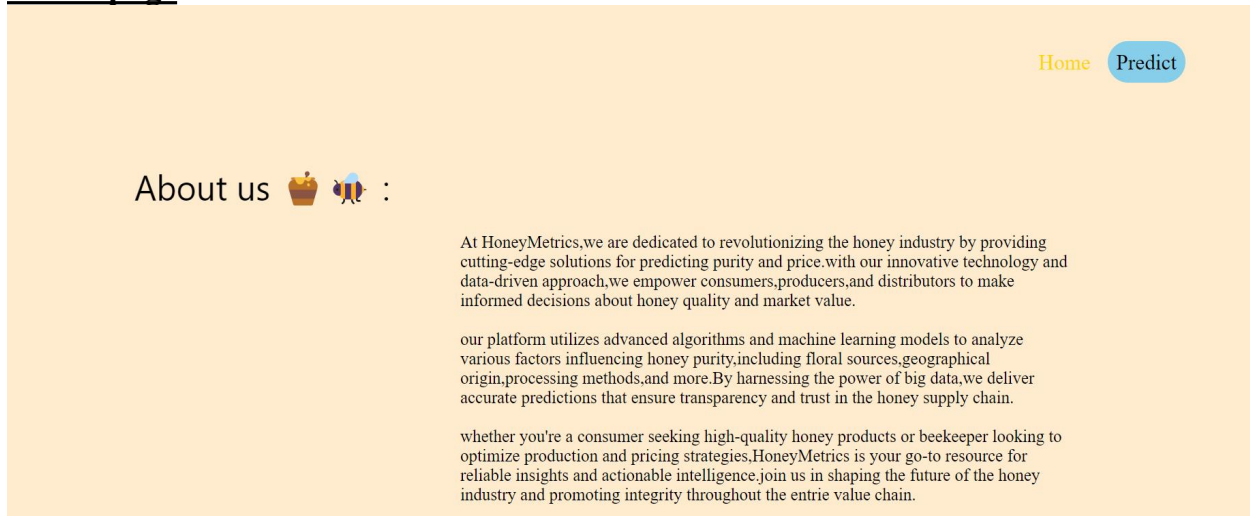 Home Predict
About us 🍯 🐝 :
At HoneyMetrics,we are dedicated to revolutionizing the honey industry by providing
cutting-edge solutions for predicting purity and price.with our innovative technology and
data-driven approach,we empower consumers,producers,and distributors to make
informed decisions about honey quality and market value.
our platform utilizes advanced algorithms and machine learning models to analyze
various factors influencing honey purity,including floral sources,geographical
origin,processing methods,and more.By harnessing the power of big data,we deliver
accurate predictions that ensure transparency and trust in the honey supply chain.
whether you're a consumer seeking high-quality honey products or beekeeper looking to
optimize production and pricing strategies,HoneyMetrics is your go-to resource for
reliable insights and actionable intelligence.join us in shaping the future of the honey
industry and promoting integrity throughout the entrie value chain.